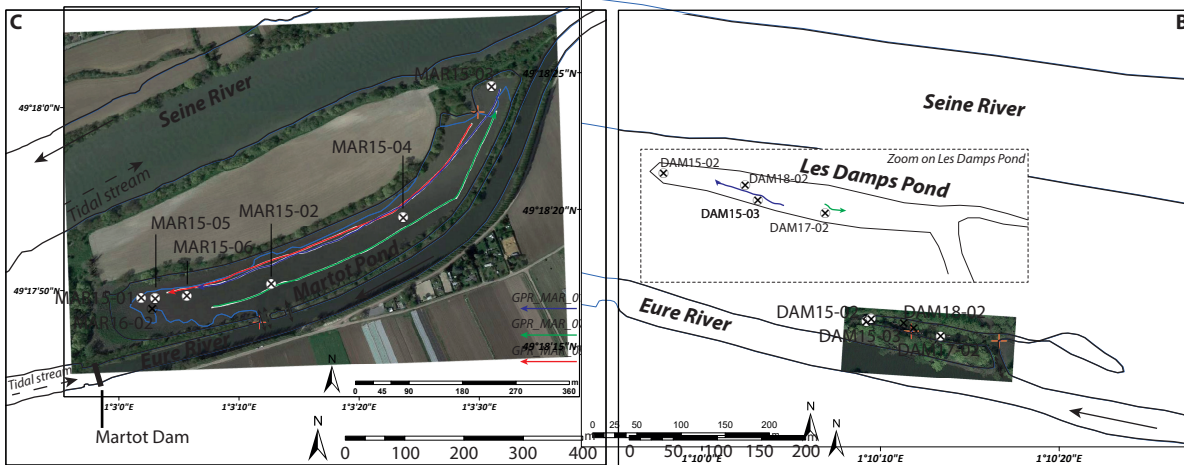 C
B
Seine River
Tidal stream
MAR15-03
MAR15-04
MAR15-05
MAR15-02
MAR15-06
MAR15-01
MAR16-02
Martot Pond
Eure River
Tidal stream
Martot Dam
GPR_MAR_0
GPR_MAR_0
GPR_MAR_0
49°18'0"N
49°17'50"N
49°18'25"N
49°18'20"N
49°18'15"N
N
0 45 90 180 270 360
m
1°3'0"E
1°3'10"E
1°3'20"E
1°3'30"E
N
0 100 200 300 400
m
Seine River
Zoom on Les Damps Pond
Les Damps Pond
DAM15-02
DAM18-02
DAM15-03
DAM17-02
Eure River
DAM15-02
DAM18-02
DAM15-03
DAM17-02
N
0 25 50 100 150 200
m
N
0 50 100 150 200
m
1°10'0"E
1°10'10"E
1°10'20"E